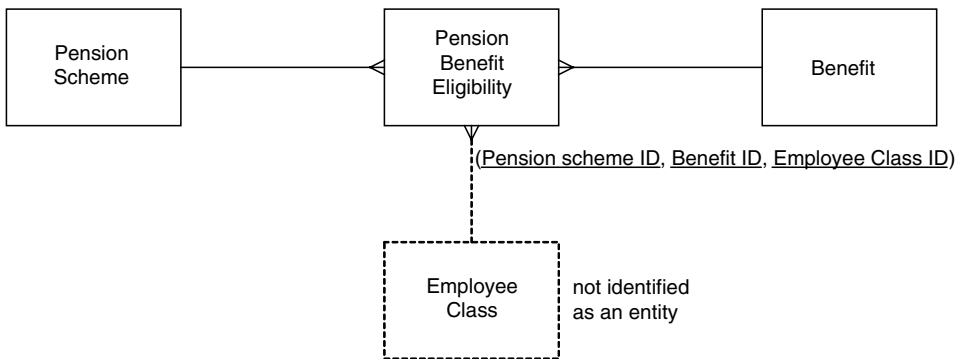 Pension
Scheme
Pension
Benefit
Eligibility
Benefit
(Pension scheme ID, Benefit ID, Employee Class ID)
Employee
Class
not identified
as an entity